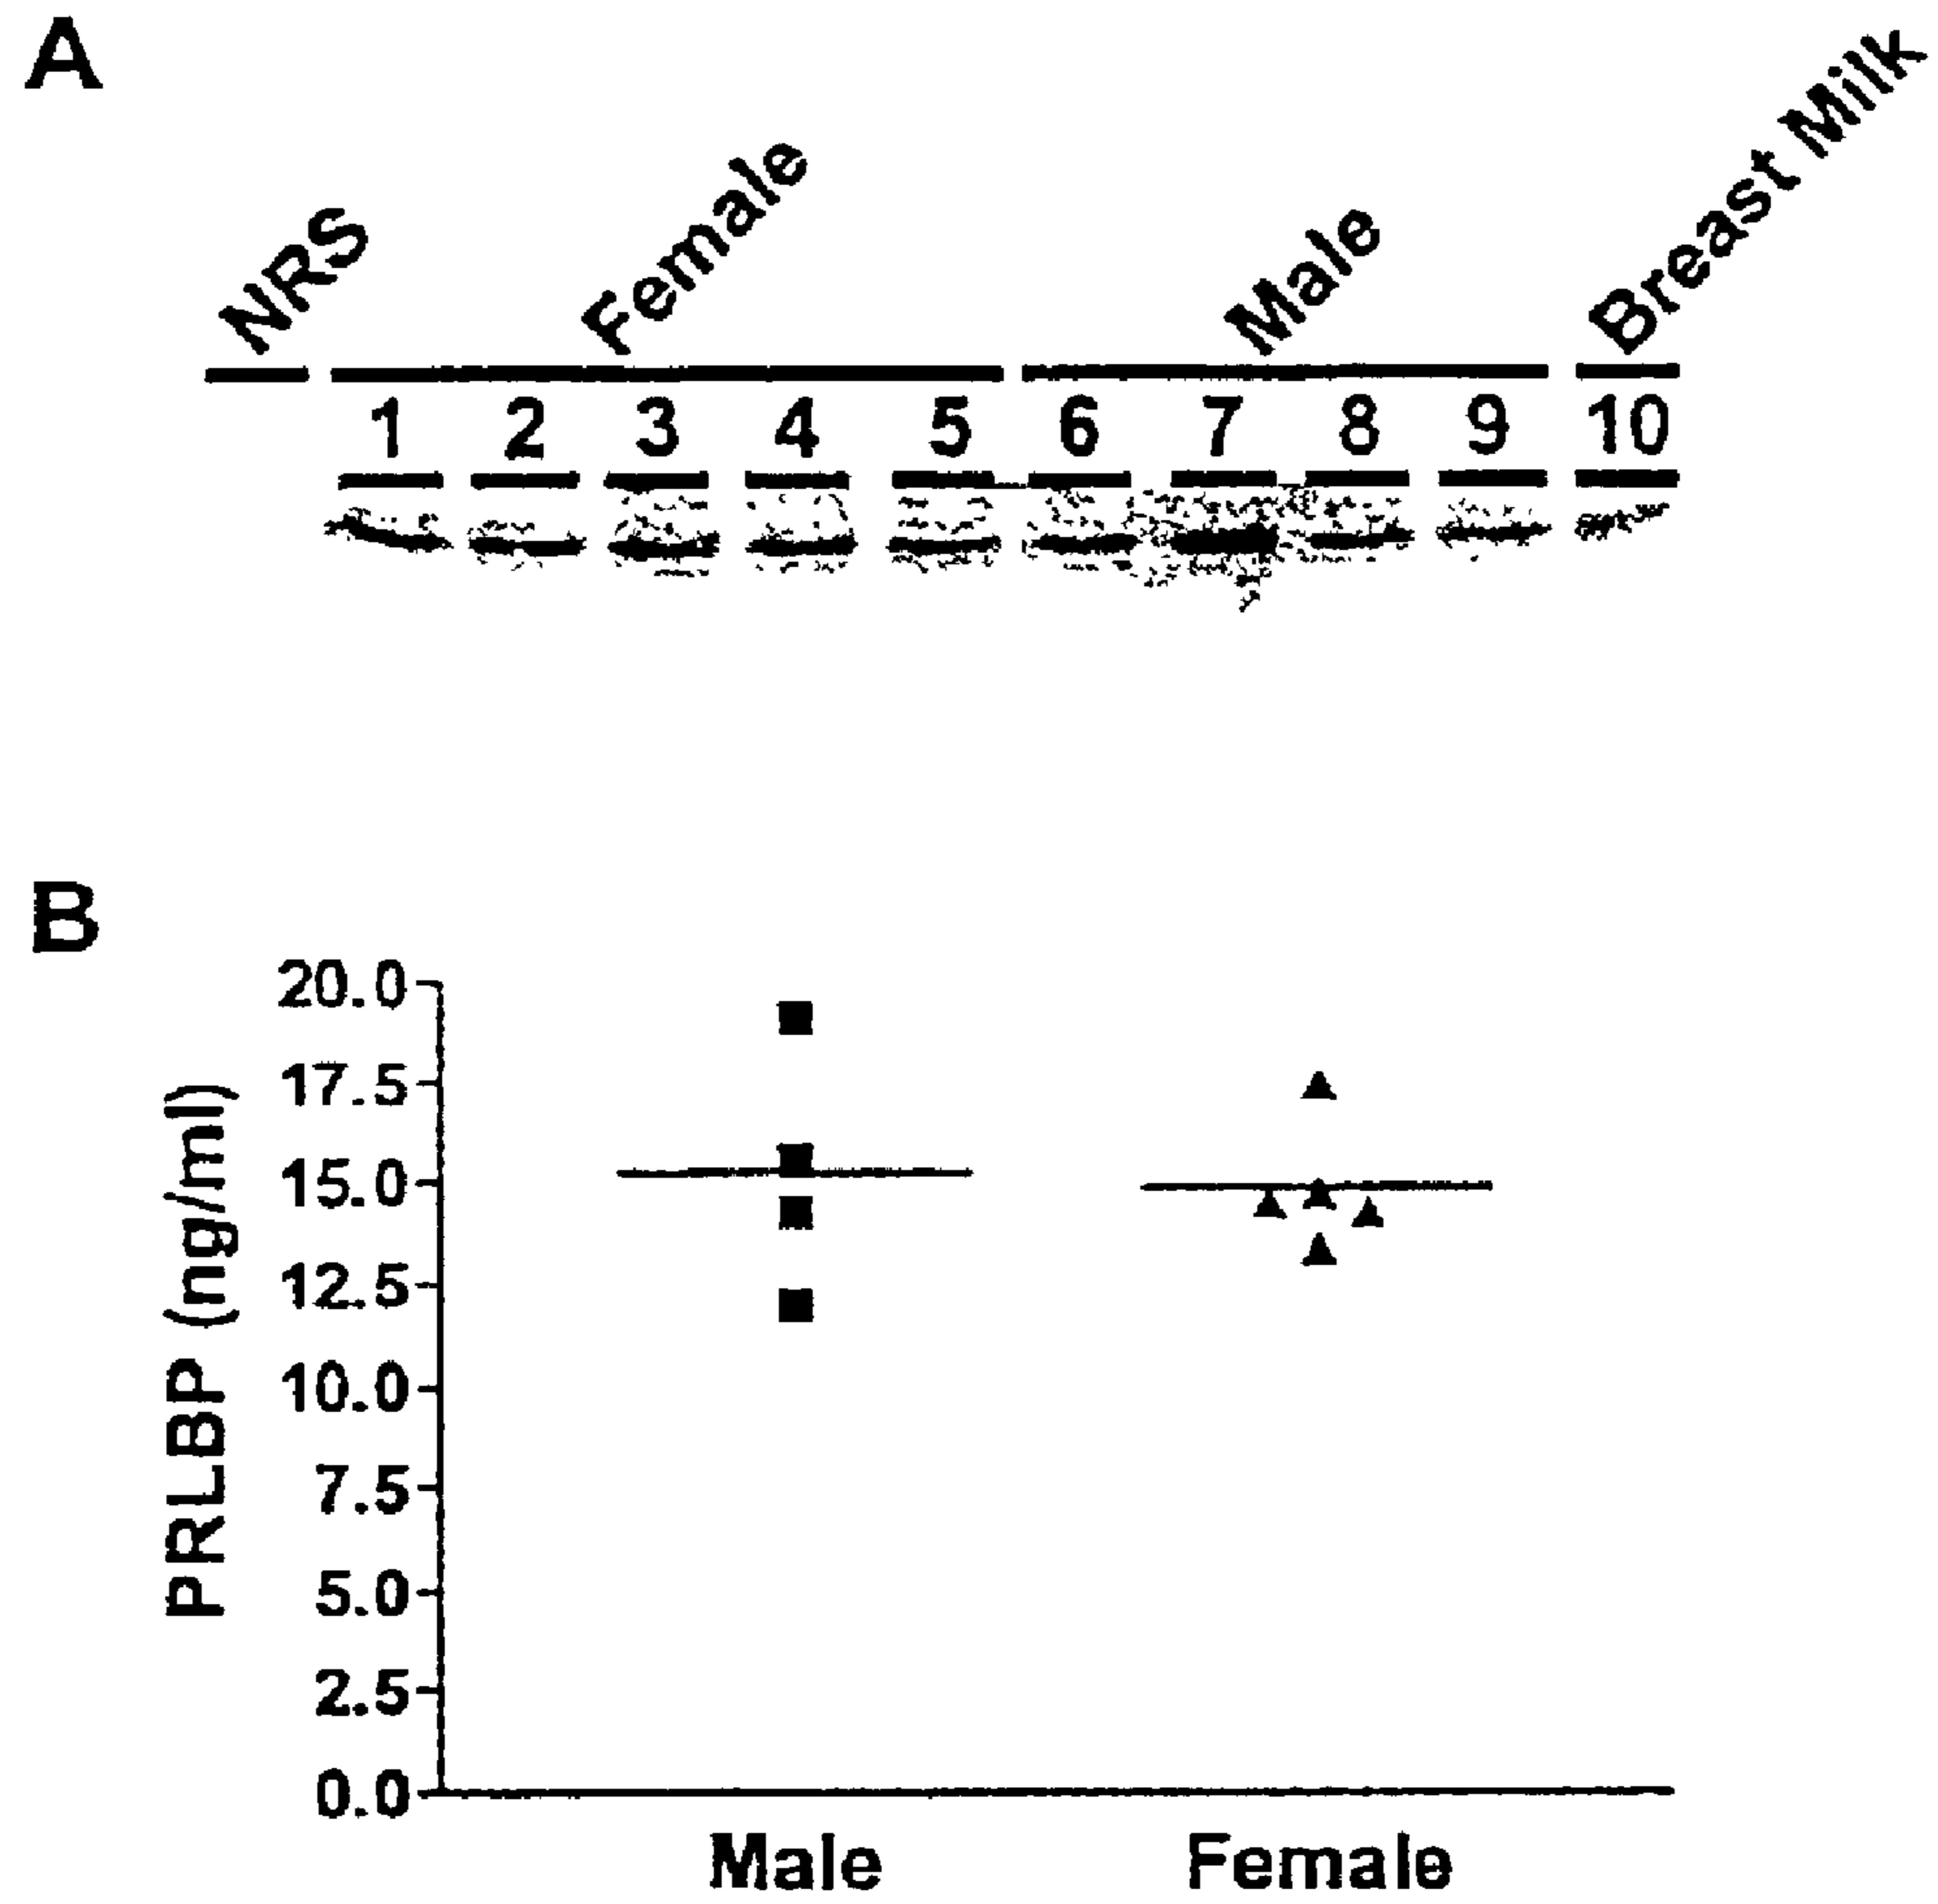 A
NRS Female Male Breast Milk
1 2 3 4 5 6 7 8 9 10
B
PRLBP (ng/ml)
20.0
17.5
15.0
12.5
10.0
7.5
5.0
2.5
0.0
Male Female